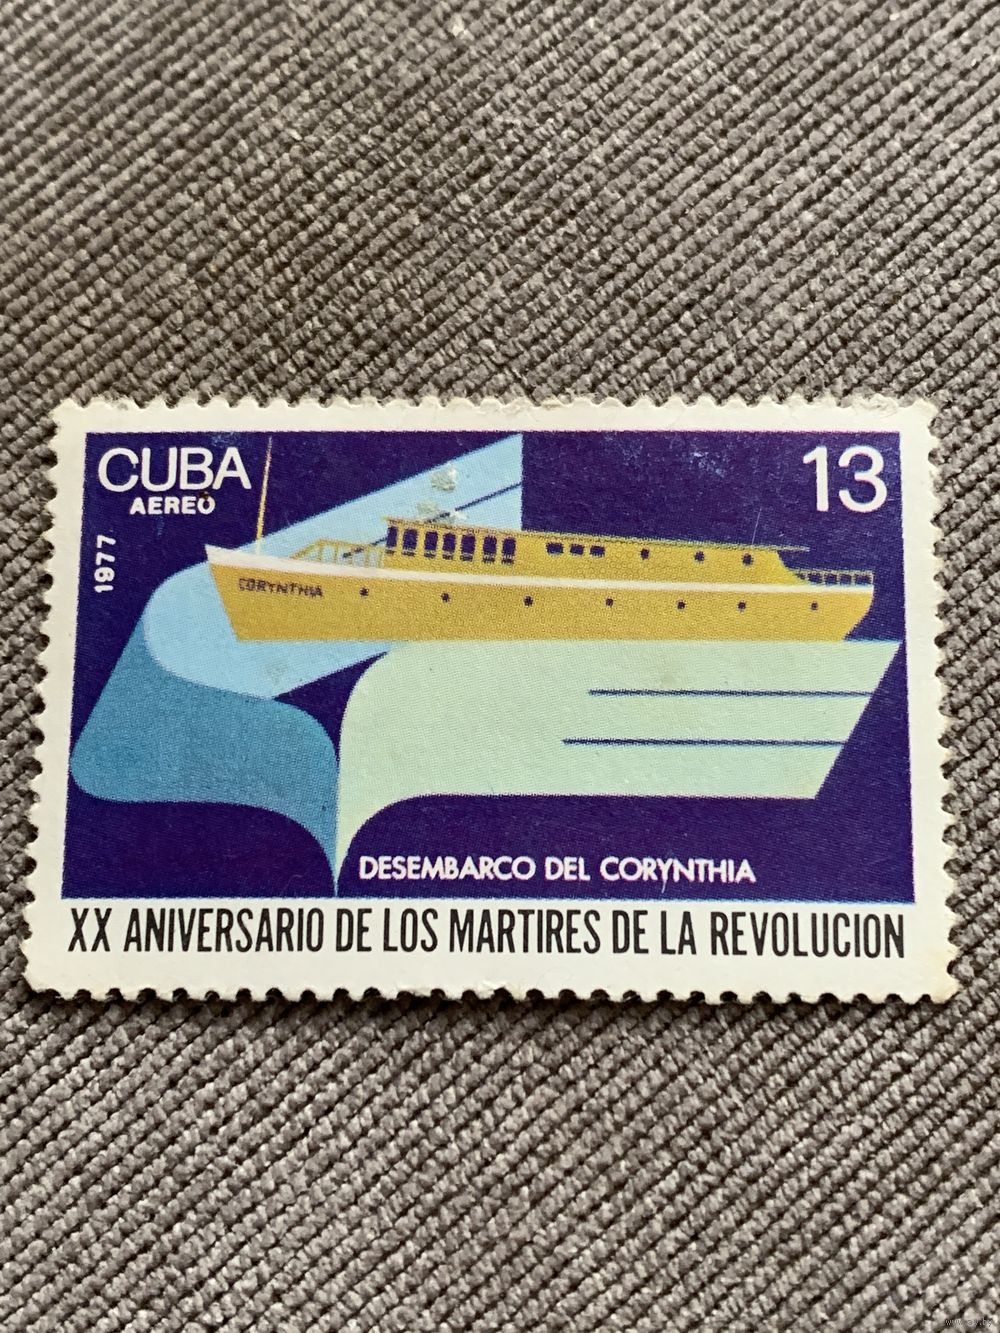 CUBA
AEREO
13
1977
CORYNTHIA
DESEMBARCO DEL CORYNTHIA
XX ANIVERSARIO DE LOS MARTIRES DE LA REVOLUCION